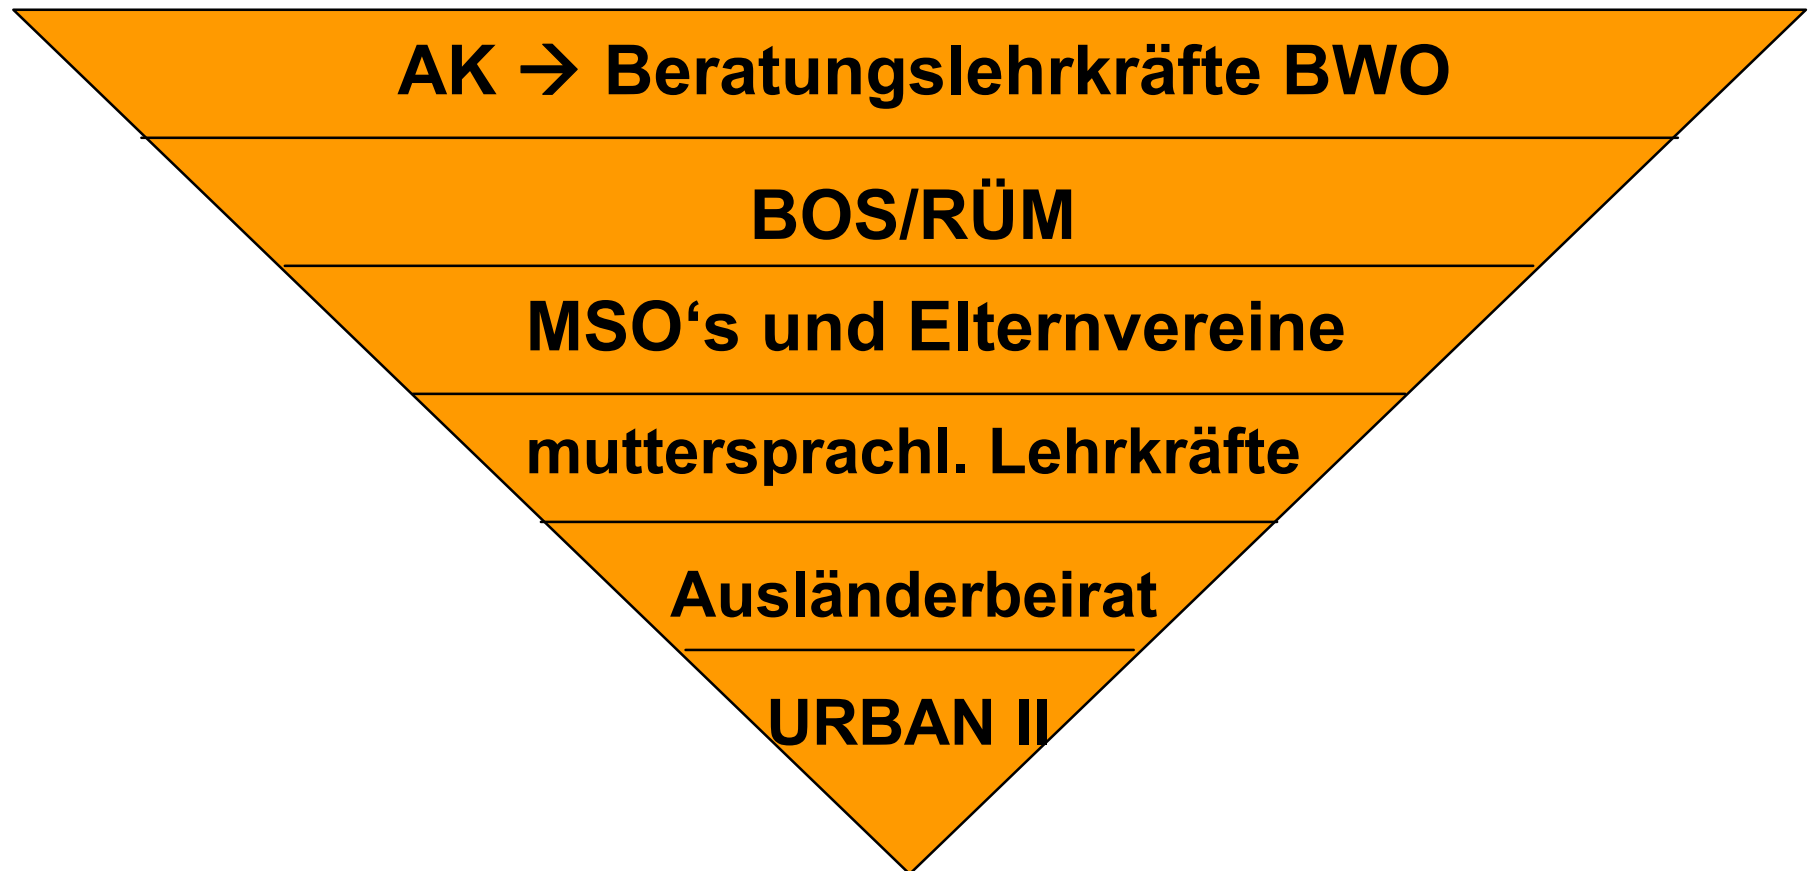 AK → Beratungslehrkräfte BWO
BOS/RÜM
MSO‘s und Elternvereine
muttersprachl. Lehrkräfte
Ausländerbeirat
URBAN II